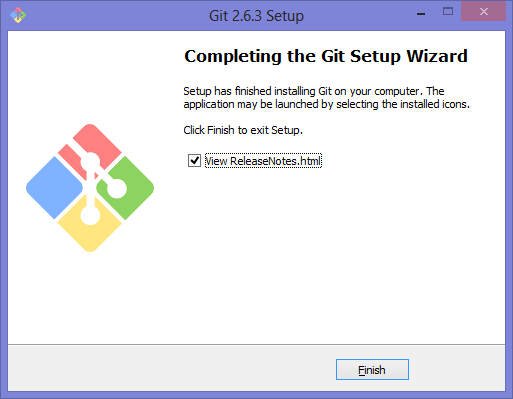 Git 2.6.3 Setup
Completing the Git Setup Wizard
Setup has finished installing Git on your computer. The
application may be launched by selecting the installed icons.
Click Finish to exit Setup.
View ReleaseNotes.html
Finish